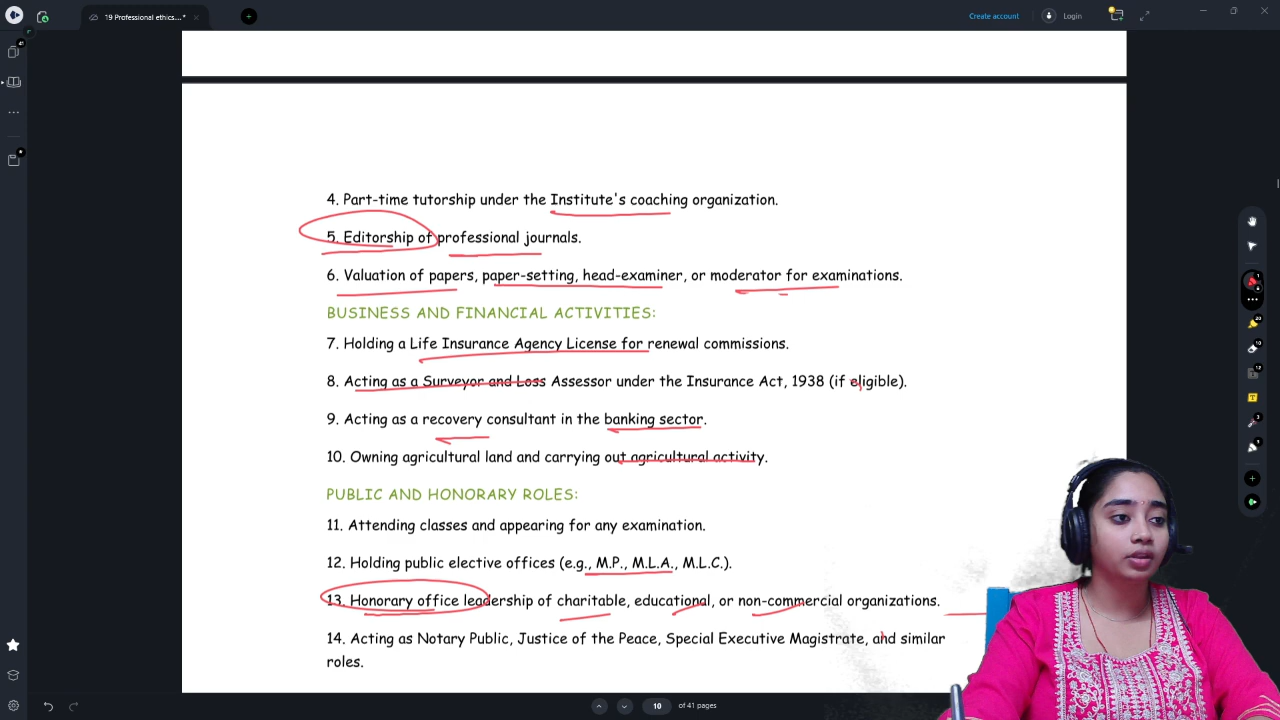 19 Professional ethics....*
Create account
Login
4. Part-time tutorship under the Institute's coaching organization.
5. Editorship of professional journals.
6. Valuation of papers, paper-setting, head-examiner, or moderator for examinations.
BUSINESS AND FINANCIAL ACTIVITIES:
7. Holding a Life Insurance Agency License for renewal commissions.
8. Acting as a Surveyor and Loss Assessor under the Insurance Act, 1938 (if eligible).
9. Acting as a recovery consultant in the banking sector.
10. Owning agricultural land and carrying out agricultural activity.
PUBLIC AND HONORARY ROLES:
11. Attending classes and appearing for any examination.
12. Holding public elective offices (e.g., M.P., M.L.A., M.L.C.).
13. Honorary office leadership of charitable, educational, or non-commercial organizations.
14. Acting as Notary Public, Justice of the Peace, Special Executive Magistrate, and similar
roles.
10 of 41 pages